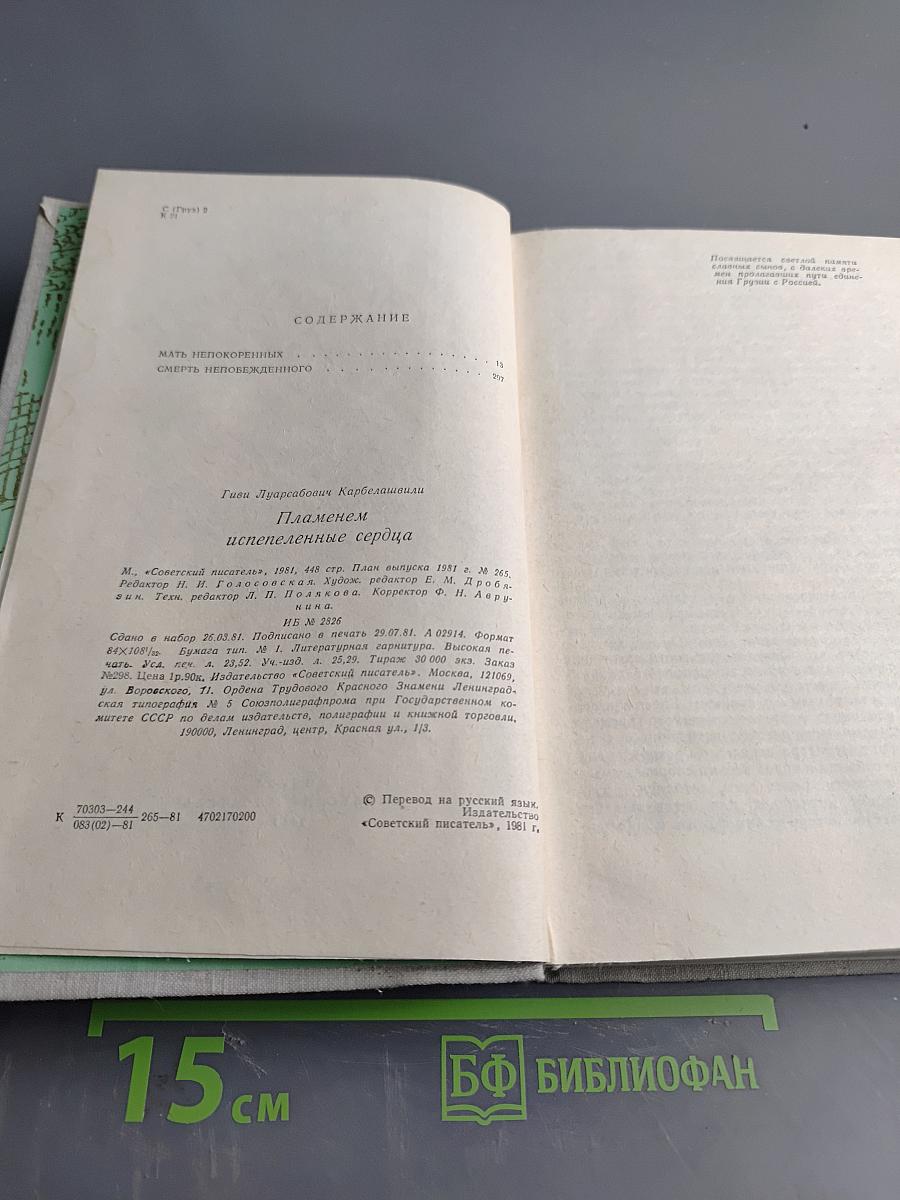 С (Груз) 2
К 21
СОДЕРЖАНИЕ
МАТЬ НЕПОКОРЕННЫХ . . . . . . . . . . . . . . . . 13
СМЕРТЬ НЕПОБЕЖДЕННОГО . . . . . . . . . . . . . 207
Гиви Луарсабович Карбелашвили
Пламенем
испепеленные сердца
М., «Советский писатель», 1981, 448 стр. План выпуска 1981 г. № 265.
Редактор Н. И. Голосовская. Худож. редактор Е. М. Дробя-
зин. Техн. редактор Л. П. Полякова. Корректор Ф. Н. Авру-
нина.
ИБ № 2826
Сдано в набор 26.03.81. Подписано в печать 29.07.81. А 02914. Формат
84×108¹/₃₂. Бумага тип. № 1. Литературная гарнитура. Высокая пе-
чать. Усл. печ. л. 23,52. Уч.-изд. л. 25,29. Тираж 30 000 экз. Заказ
№298. Цена 1р.90к. Издательство «Советский писатель». Москва, 121069,
ул. Воровского, 11. Ордена Трудового Красного Знамени Ленинград-
ская типография № 5 Союзполиграфпрома при Государственном ко-
митете СССР по делам издательств, полиграфии и книжной торговли,
190000, Ленинград, центр, Красная ул., 1/3.
К 70303—244
083(02)—81 265—81 4702170200
© Перевод на русский язык.
Издательство
«Советский писатель», 1981 г.
Посвящается светлой памяти
славных сынов, с далеких вре-
мен пролагавших пути едине-
ния Грузии с Россией.
15 см
БФ БИБЛИОФАН